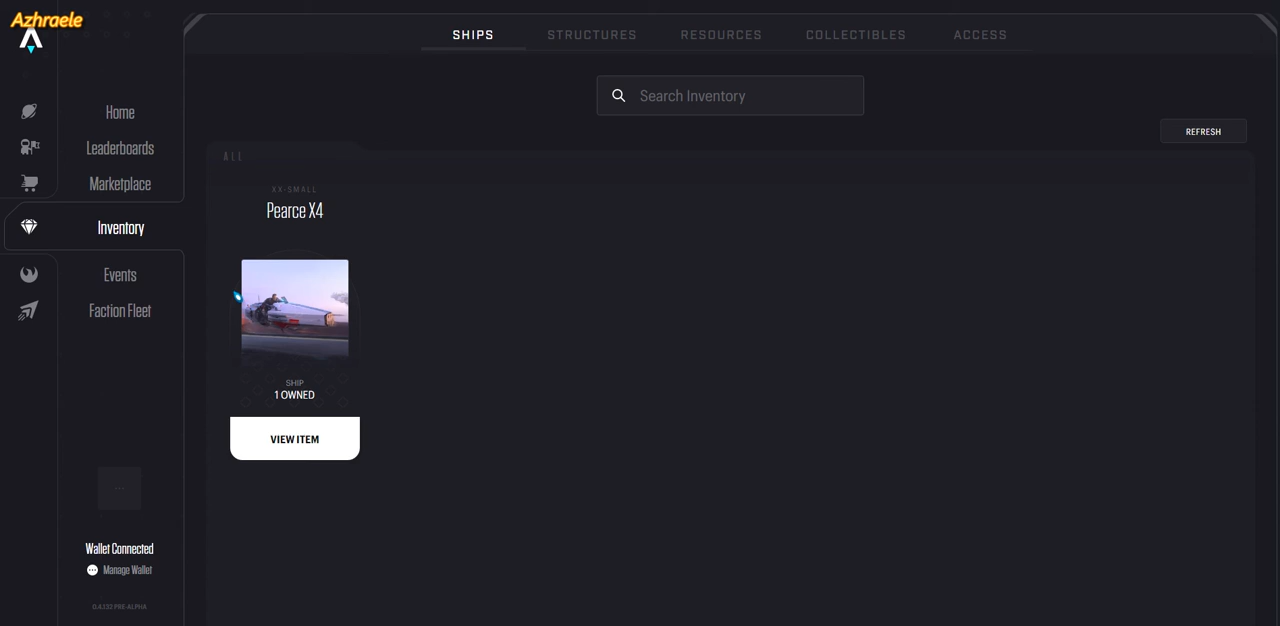 Azhraele
SHIPS STRUCTURES RESOURCES COLLECTIBLES ACCESS
Search Inventory
REFRESH
Home
Leaderboards
Marketplace
Inventory
Events
Faction Fleet
Wallet Connected
Manage Wallet
0.4.132 PRE-ALPHA
ALL
XX-SMALL
Pearce X4
SHIP
1 OWNED
VIEW ITEM